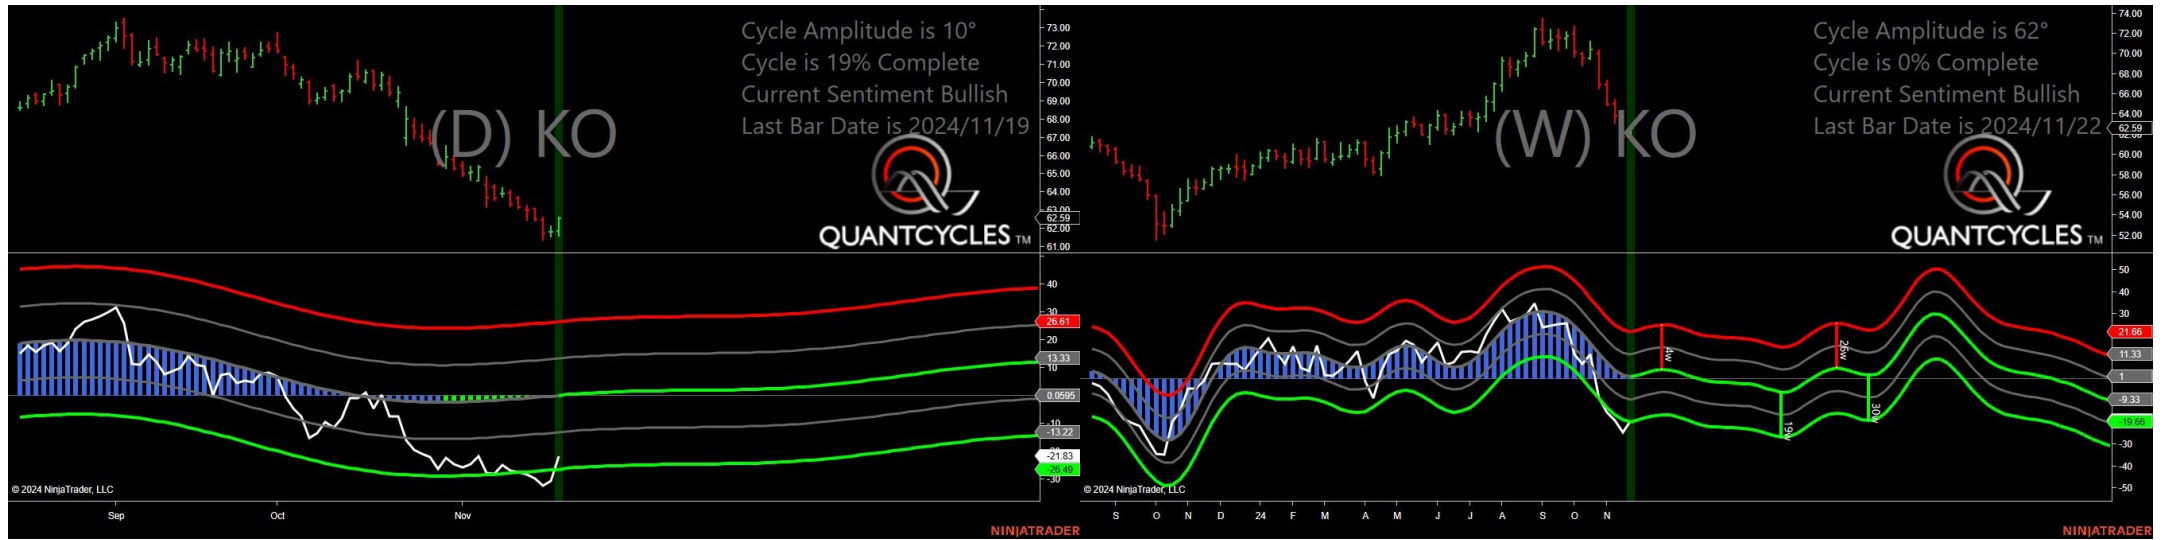 Cycle Amplitude is 10°
Cycle is 19% Complete
Current Sentiment Bullish
Last Bar Date is 2024/11/19
(D) KO
QUANTCYCLES TM
73.00
72.00
71.00
70.00
69.00
68.00
67.00
66.00
65.00
64.00
63.00
62.59
62.00
61.00
40
30
26.61
20
13.33
10
0.0595
-10
-13.22
-21.83
-26.49
-30
© 2024 NinjaTrader, LLC
Sep Oct Nov
NINJATRADER
Cycle Amplitude is 62°
Cycle is 0% Complete
Current Sentiment Bullish
Last Bar Date is 2024/11/22
(W) KO
QUANTCYCLES TM
74.00
72.00
70.00
68.00
66.00
64.00
62.59
62.00
60.00
58.00
56.00
54.00
52.00
50
40
30
21.66
11.33
1
-9.33
-19.66
-30
-40
-50
4w
19w
26w
30w
© 2024 NinjaTrader, LLC
S O N D 24 F M A M J J A S O N
NINJATRADER